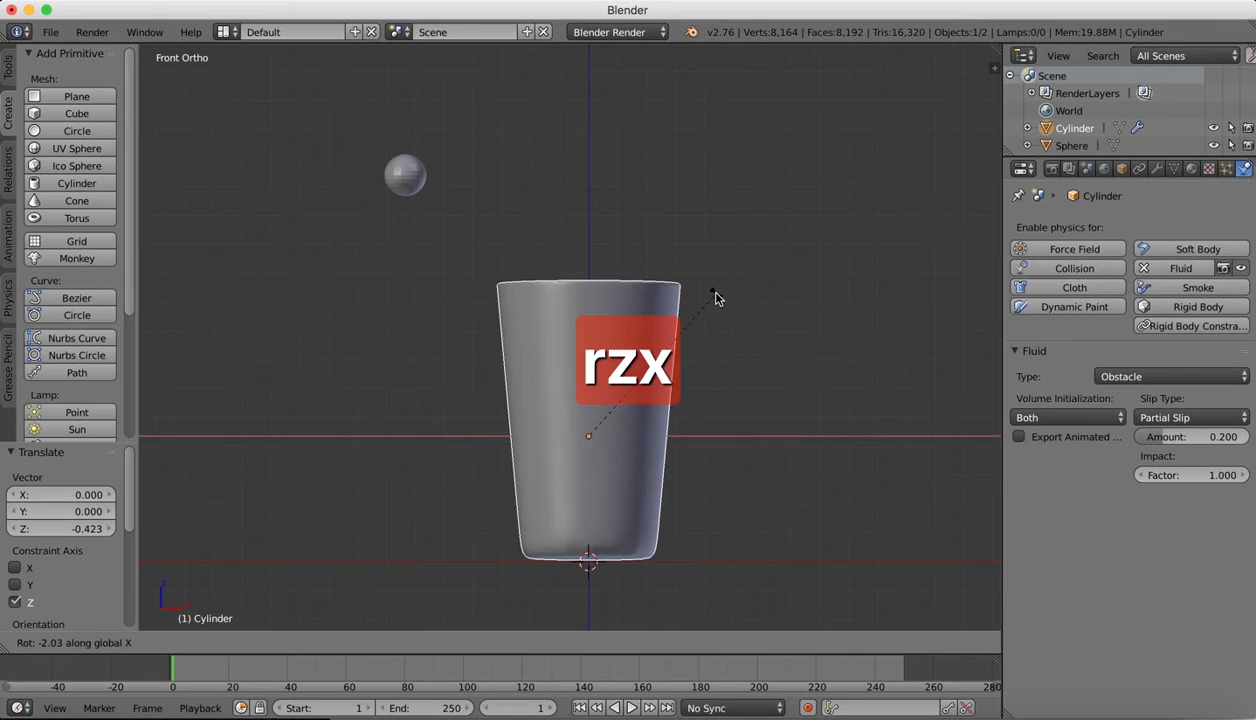 Blender
File Render Window Help Default Scene Blender Render v2.76 | Verts:8,164 | Faces:8,192 | Tris:16,320 | Objects:1/2 | Lamps:0/0 | Mem:19.88M | Cylinder
Add Primitive
Mesh:
Plane
Cube
Circle
UV Sphere
Ico Sphere
Cylinder
Cone
Torus
Grid
Monkey
Curve:
Bezier
Circle
Nurbs Curve
Nurbs Circle
Path
Lamp:
Point
Sun
Tools
Create
Relations
Animation
Physics
Grease Pencil
Translate
Vector
X: 0.000
Y: 0.000
Z: -0.423
Constraint Axis
X
Y
Z
Orientation
Front Ortho
rzx
z
(1) Cylinder
Rot: -2.03 along global X
View Search All Scenes
Scene
RenderLayers
World
Cylinder
Sphere
Cylinder
Enable physics for:
Force Field Soft Body
Collision Fluid
Cloth Smoke
Dynamic Paint Rigid Body
Rigid Body Constra...
Fluid
Type: Obstacle
Volume Initialization: Slip Type:
Both Partial Slip
Export Animated ... Amount: 0.200
Impact:
Factor: 1.000
-40 -20 0 20 40 60 80 100 120 140 160 180 200 220 240 260 280
View Marker Frame Playback Start: 1 End: 250 1 No Sync